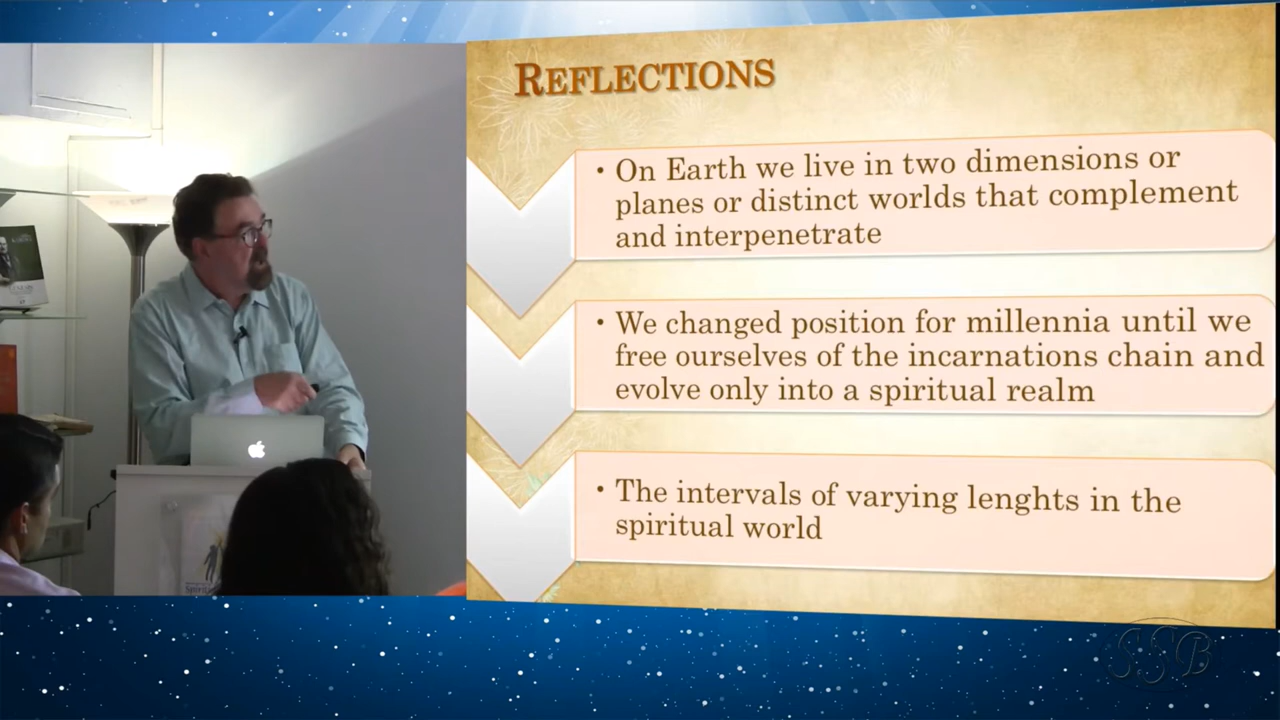 REFLECTIONS
• On Earth we live in two dimensions or
planes or distinct worlds that complement
and interpenetrate
• We changed position for millennia until we
free ourselves of the incarnations chain and
evolve only into a spiritual realm
• The intervals of varying lenghts in the
spiritual world
SSB